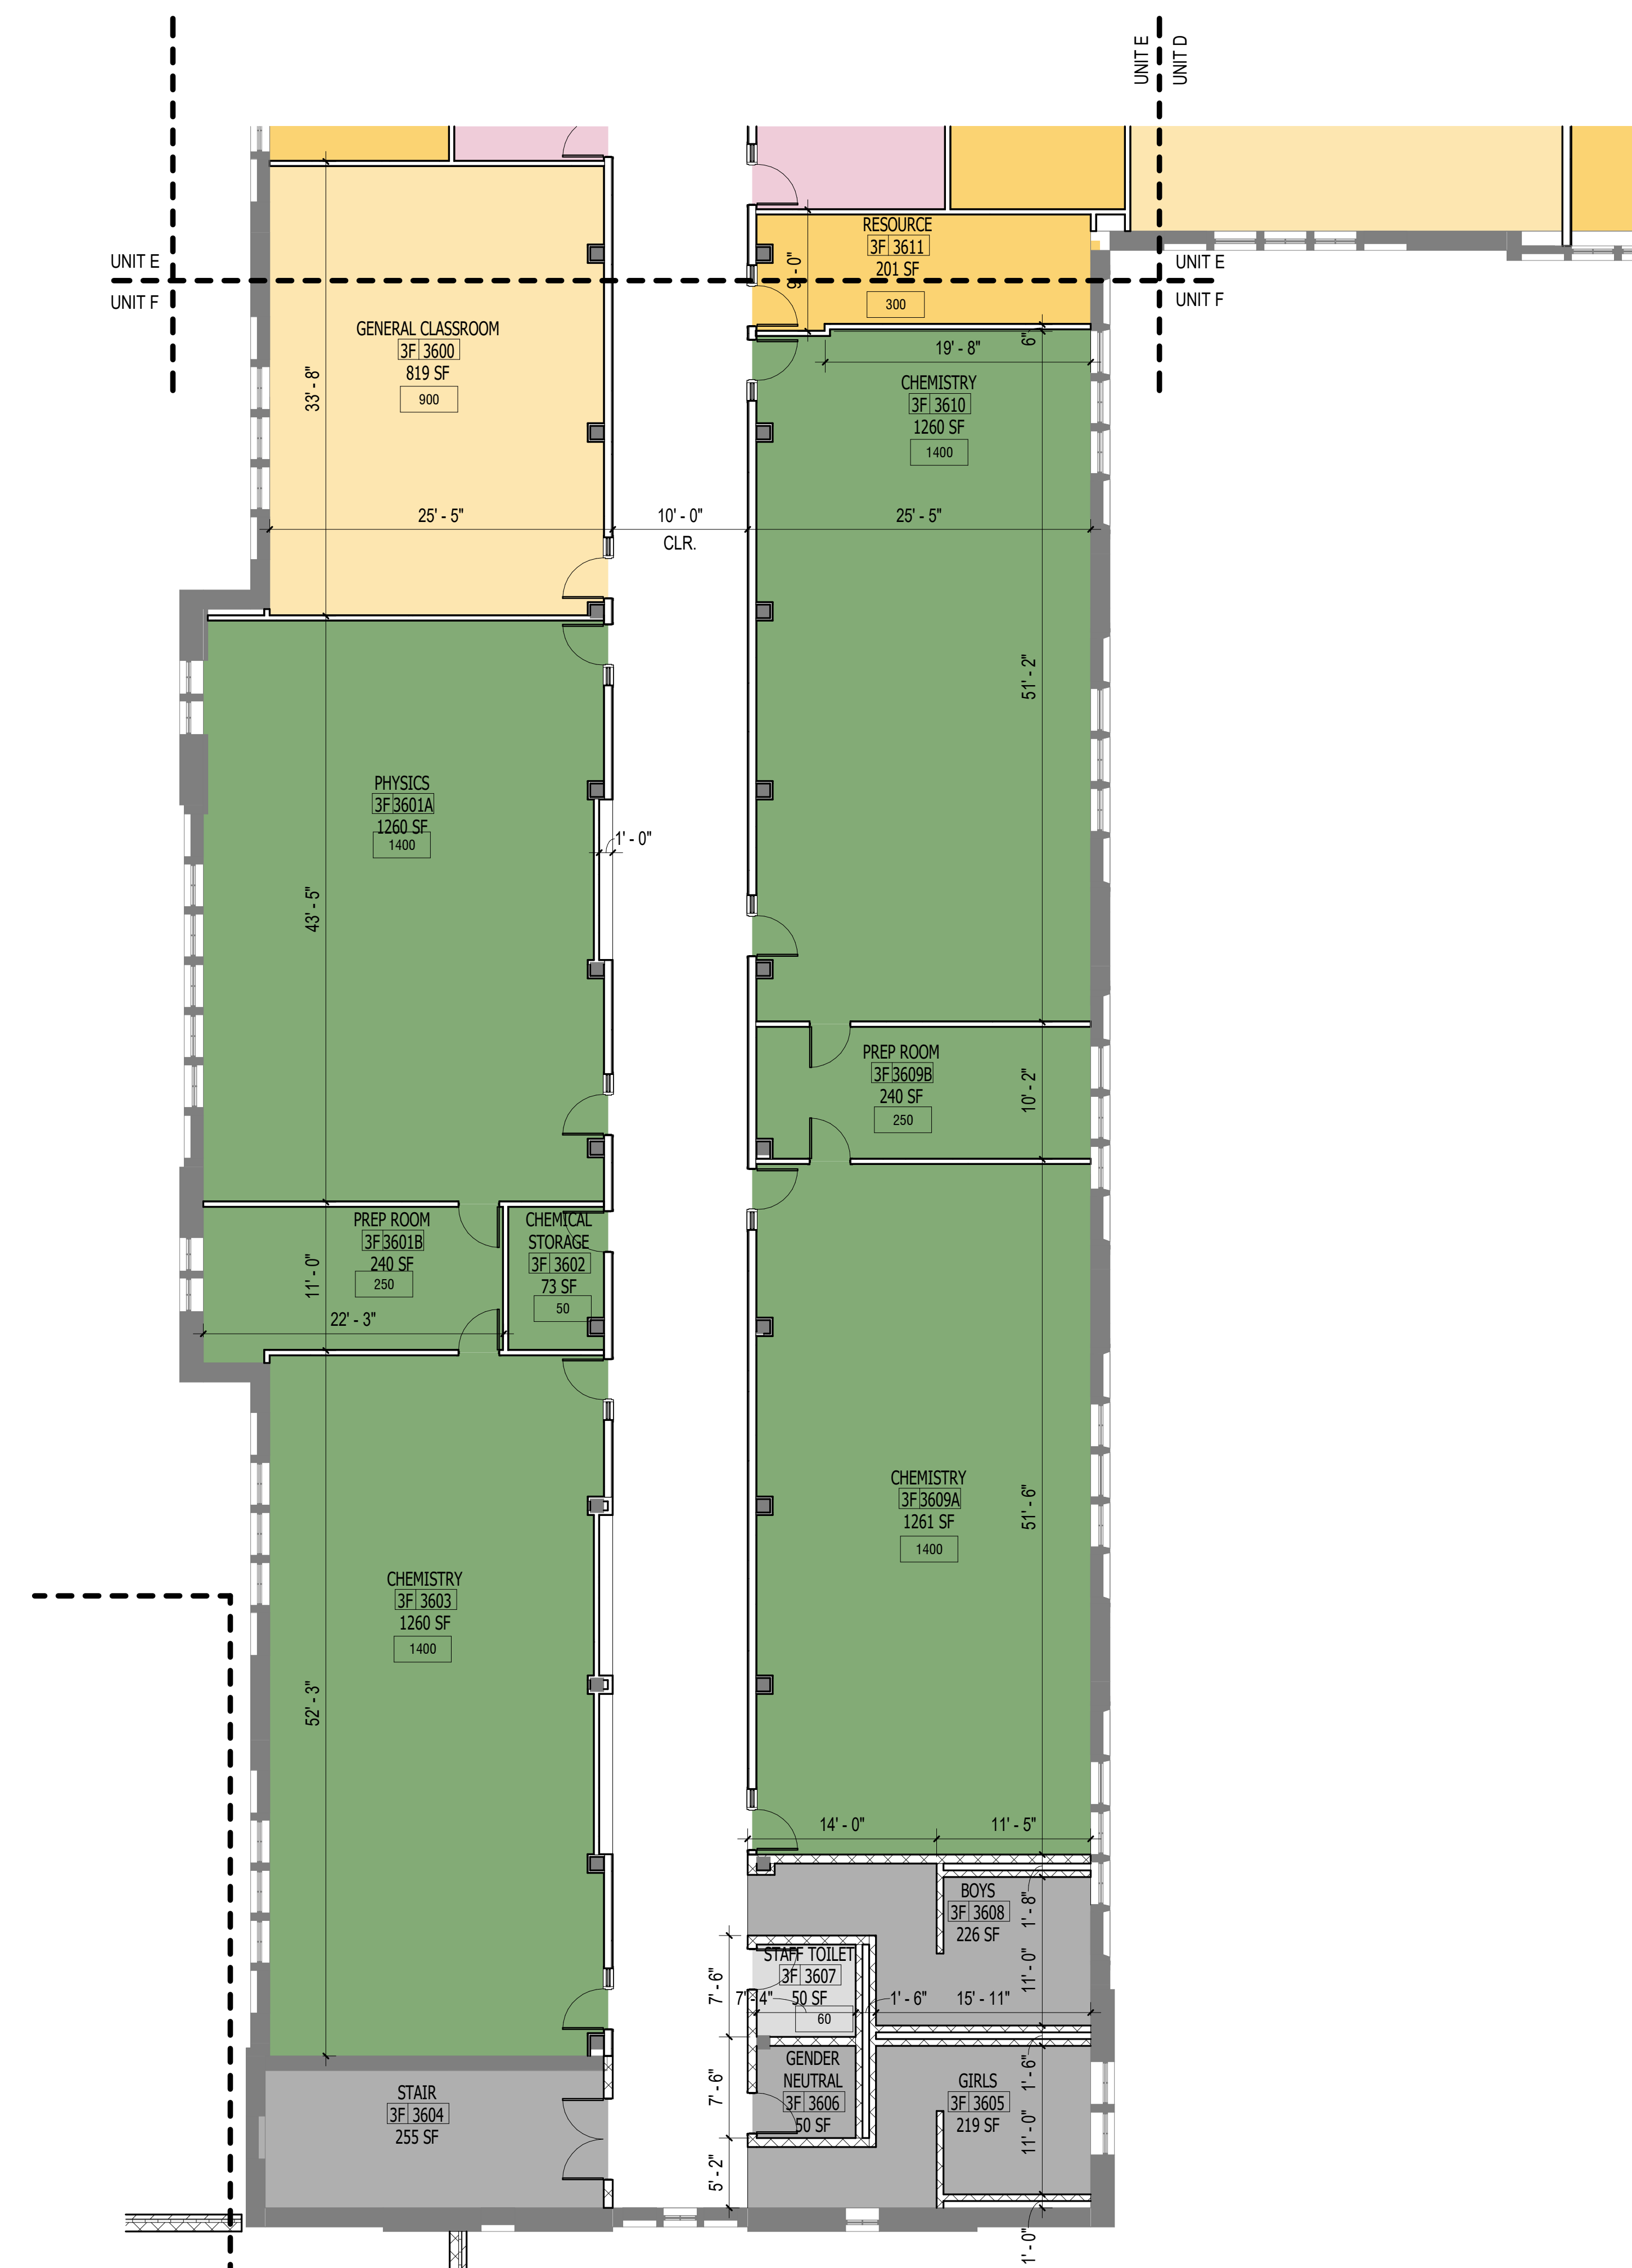 UNIT E
UNIT D
UNIT E
UNIT F
UNIT E
UNIT F
RESOURCE
3F 3611
201 SF
300
9' - 0"
6"
19' - 8"
GENERAL CLASSROOM
3F 3600
819 SF
900
33' - 8"
CHEMISTRY
3F 3610
1260 SF
1400
25' - 5"
10' - 0"
CLR.
25' - 5"
51' - 2"
PHYSICS
3F 3601A
1260 SF
1400
1' - 0"
43' - 5"
PREP ROOM
3F 3609B
240 SF
250
10' - 2"
PREP ROOM
3F 3601B
240 SF
250
11' - 0"
22' - 3"
CHEMICAL
STORAGE
3F 3602
73 SF
50
CHEMISTRY
3F 3609A
1261 SF
1400
51' - 6"
CHEMISTRY
3F 3603
1260 SF
1400
52' - 3"
14' - 0"
11' - 5"
BOYS
3F 3608
226 SF
1' - 8"
11' - 0"
STAFF TOILET
3F 3607
50 SF
60
7' - 6"
7' - 4"
1' - 6"
15' - 11"
GENDER
NEUTRAL
3F 3606
50 SF
7' - 6"
GIRLS
3F 3605
219 SF
1' - 6"
11' - 0"
STAIR
3F 3604
255 SF
5' - 2"
1' - 0"